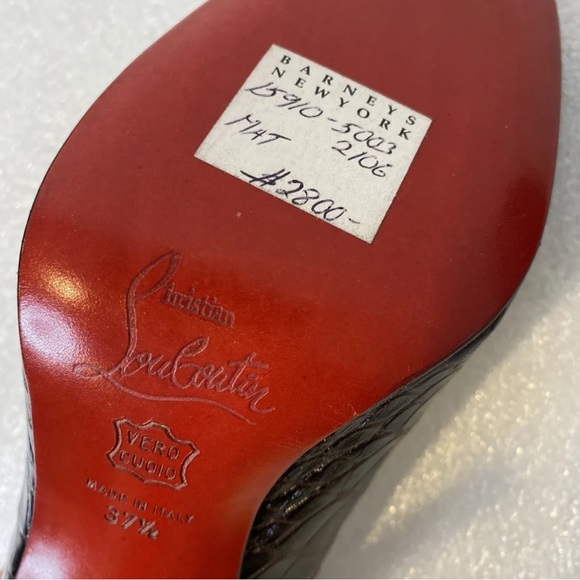 BARNEYS
NEW YORK
15910-5003
MAT 2106
#2800-
Christian
Louboutin
VERO
CUOIO
MADE IN ITALY
37½